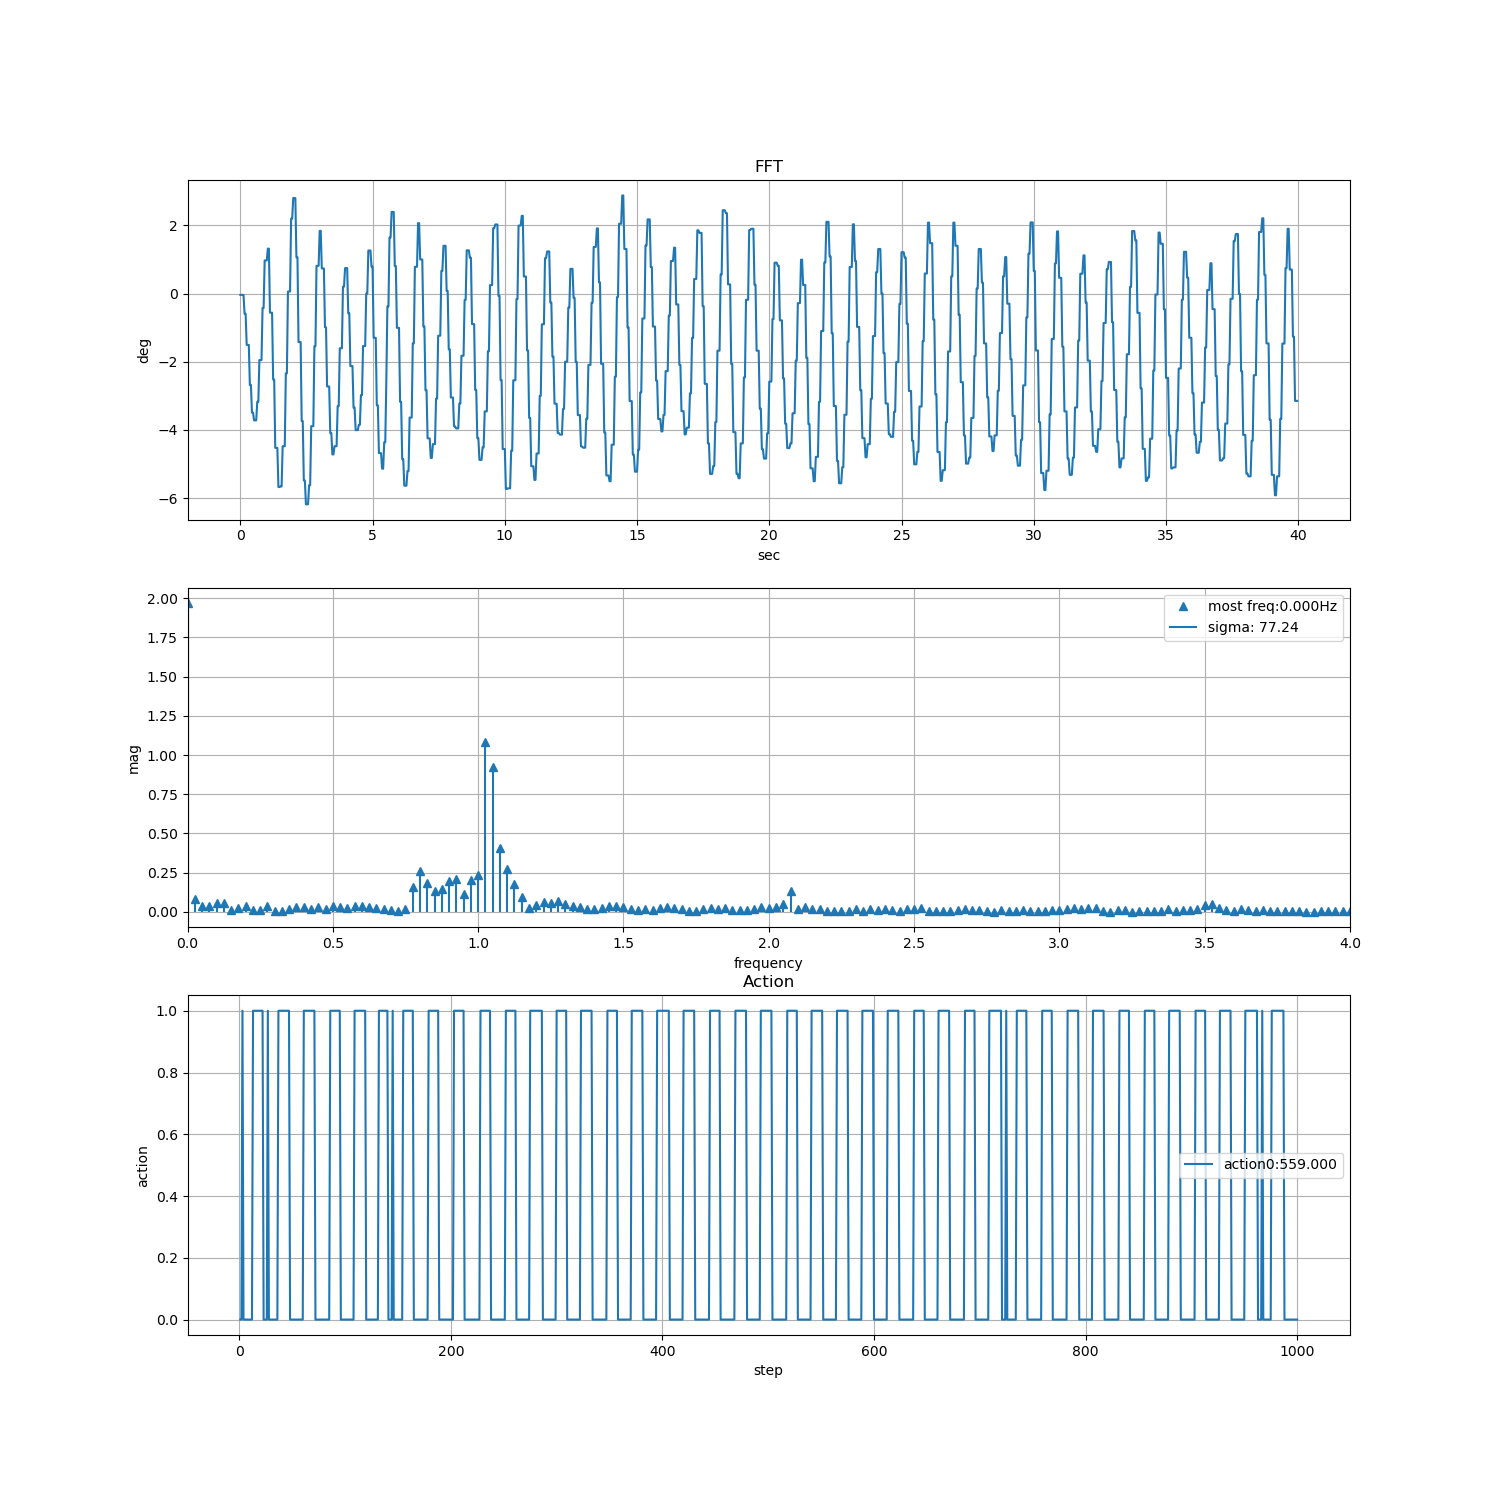 FFT
2
0
−2
−4
−6
deg
0 5 10 15 20 25 30 35 40
sec
2.00
1.75
1.50
1.25
1.00
0.75
0.50
0.25
0.00
mag
most freq:0.000Hz
sigma: 77.24
0.0 0.5 1.0 1.5 2.0 2.5 3.0 3.5 4.0
frequency
Action
1.0
0.8
0.6
0.4
0.2
0.0
action
action0:559.000
0 200 400 600 800 1000
step